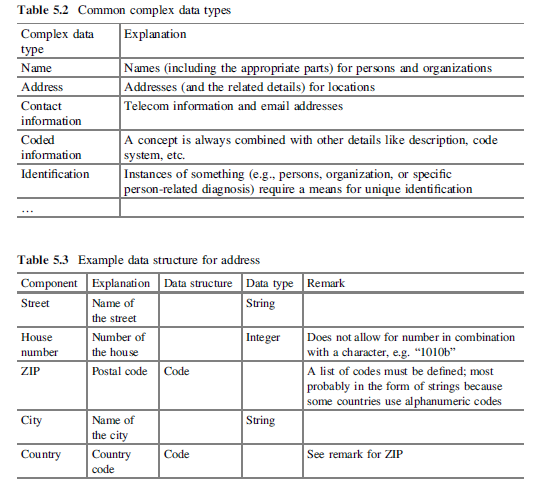 Table 5.2 Common complex data types
Complex data type | Explanation
Name | Names (including the appropriate parts) for persons and organizations
Address | Addresses (and the related details) for locations
Contact information | Telecom information and email addresses
Coded information | A concept is always combined with other details like description, code system, etc.
Identification | Instances of something (e.g., persons, organization, or specific person-related diagnosis) require a means for unique identification
…
Table 5.3 Example data structure for address
Component | Explanation | Data structure | Data type | Remark
Street | Name of the street | | String |
House number | Number of the house | | Integer | Does not allow for number in combination with a character, e.g. “1010b”
ZIP | Postal code | Code | | A list of codes must be defined; most probably in the form of strings because some countries use alphanumeric codes
City | Name of the city | | String |
Country | Country code | Code | | See remark for ZIP